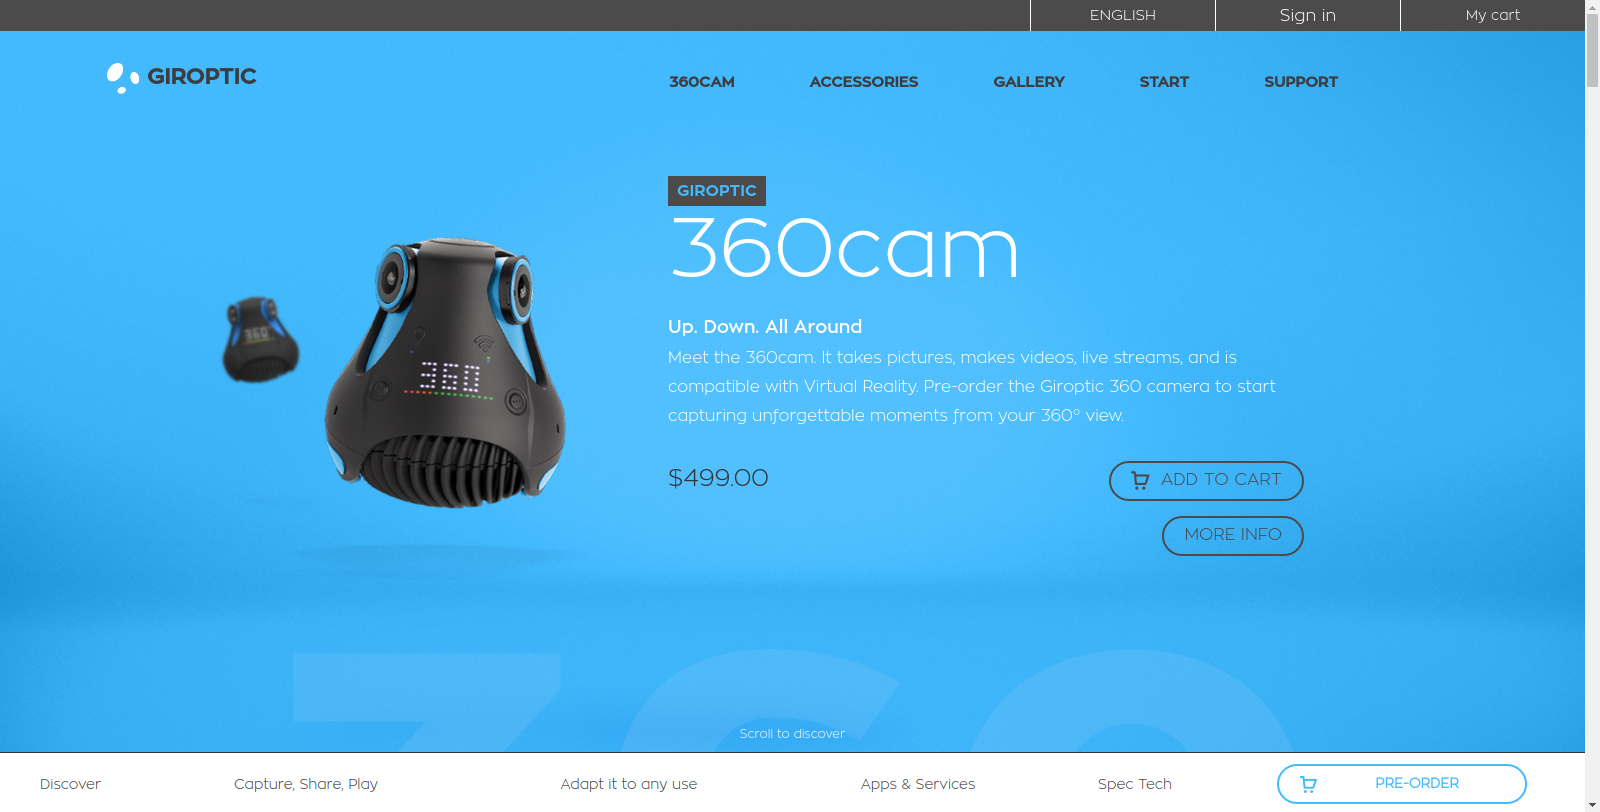 ENGLISH
Sign in
My cart
GIROPTIC
360CAM
ACCESSORIES
GALLERY
START
SUPPORT
GIROPTIC
360cam
Up. Down. All Around
Meet the 360cam. It takes pictures, makes videos, live streams, and is
compatible with Virtual Reality. Pre-order the Giroptic 360 camera to start
capturing unforgettable moments from your 360° view.
360
360
$499.00
ADD TO CART
MORE INFO
360
Scroll to discover
Discover
Capture, Share, Play
Adapt it to any use
Apps & Services
Spec Tech
PRE-ORDER